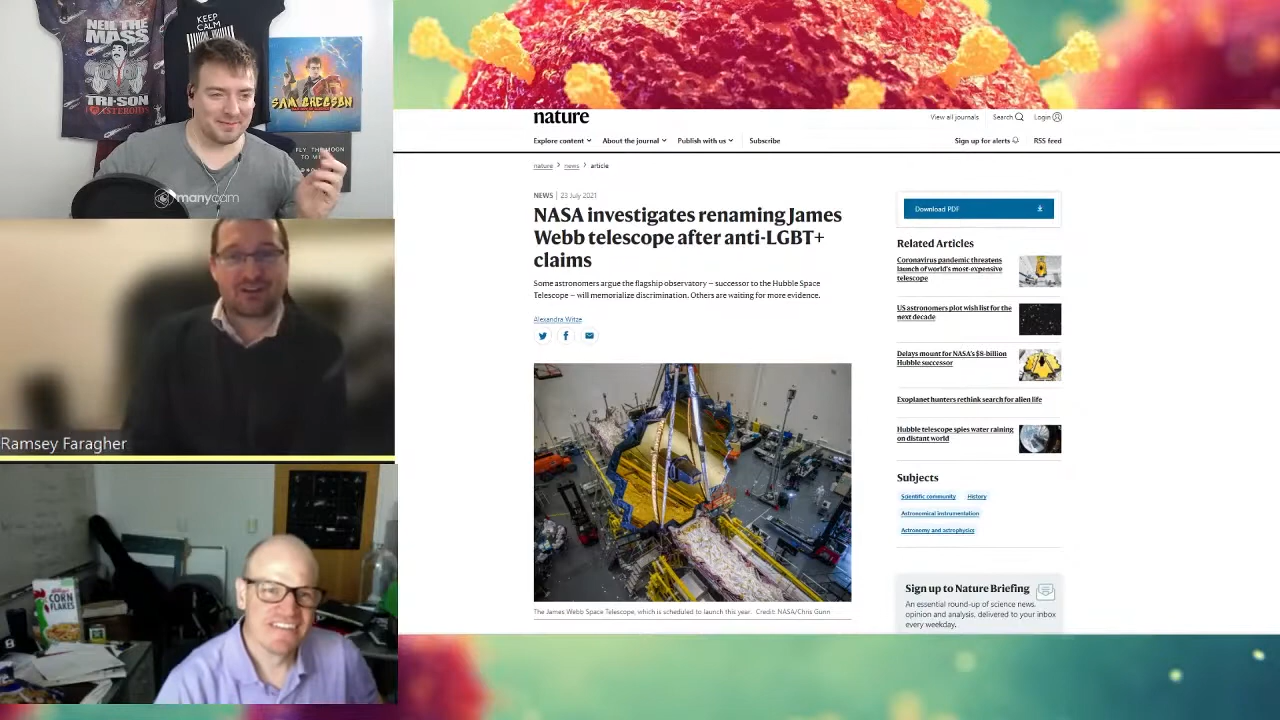 NEIL THE
MASS
TRI-SON
ASTEROIDS
KEEP
CALM
SAM GREGSON
FLY THE MOON
TO ME
manycam
Ramsey Faragher
CORN
FLAKES
nature
View all journals
Search
Login
Explore content
About the journal
Publish with us
Subscribe
Sign up for alerts
RSS feed
nature > news > article
NEWS | 23 July 2021
NASA investigates renaming James
Webb telescope after anti-LGBT+
claims
Some astronomers argue the flagship observatory — successor to the Hubble Space
Telescope — will memorialize discrimination. Others are waiting for more evidence.
Alexandra Witze
The James Webb Space Telescope, which is scheduled to launch this year. Credit: NASA/Chris Gunn
Download PDF
Related Articles
Coronavirus pandemic threatens
launch of world's most-expensive
telescope
US astronomers plot wish list for the
next decade
Delays mount for NASA's $8-billion
Hubble successor
Exoplanet hunters rethink search for alien life
Hubble telescope spies water raining
on distant world
Subjects
Scientific community
History
Astronomical instrumentation
Astronomy and astrophysics
Sign up to Nature Briefing
An essential round-up of science news,
opinion and analysis, delivered to your inbox
every weekday.